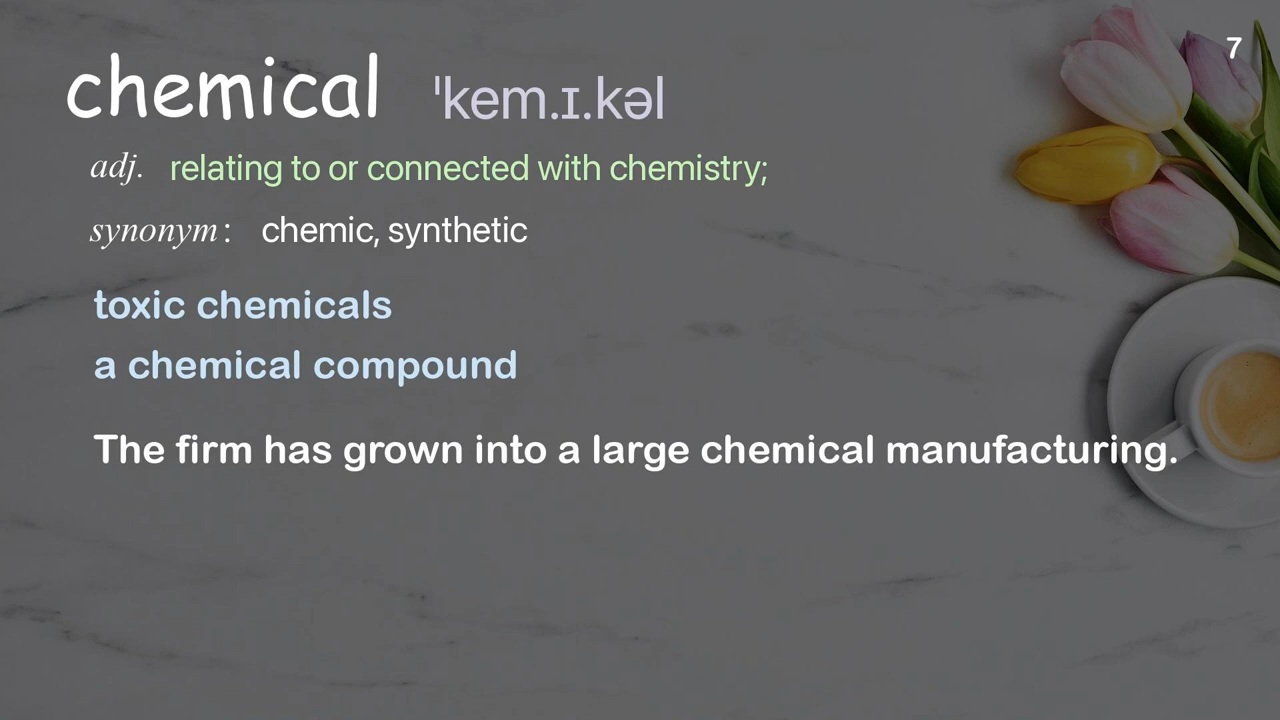 7
chemical ˈkem.ɪ.kəl
adj. relating to or connected with chemistry;
synonym : chemic, synthetic
toxic chemicals
a chemical compound
The firm has grown into a large chemical manufacturing.